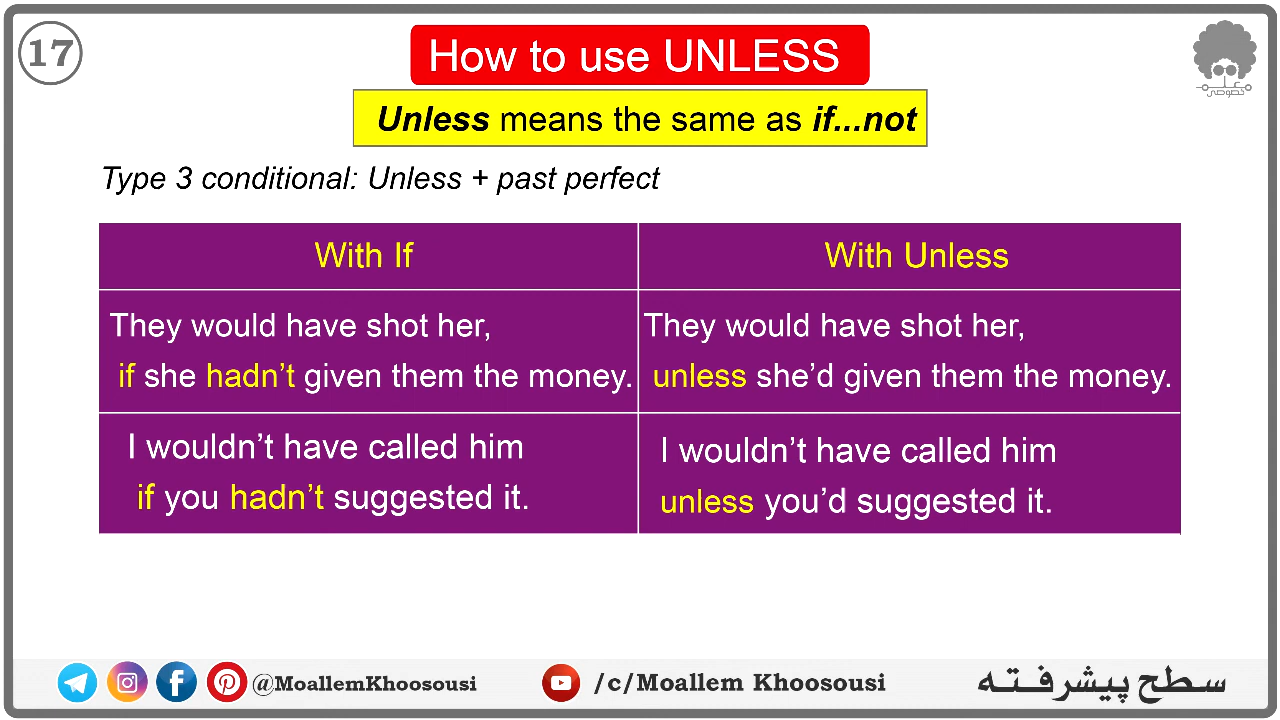 17
How to use UNLESS
Unless means the same as if...not
Type 3 conditional: Unless + past perfect
With If
With Unless
They would have shot her,
if she hadn’t given them the money.
They would have shot her,
unless she’d given them the money.
I wouldn’t have called him
if you hadn’t suggested it.
I wouldn’t have called him
unless you’d suggested it.
@MoallemKhoosousi
/c/Moallem Khoosousi
سطح پیشرفته